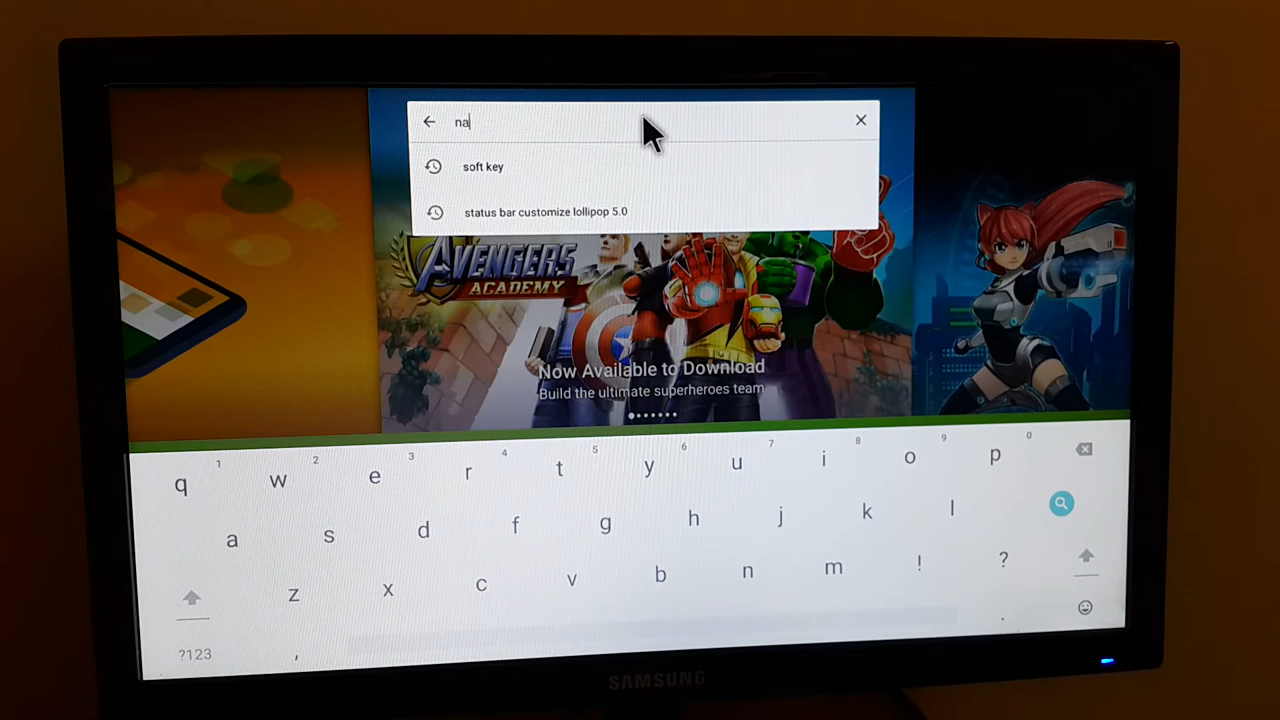 na
soft key
status bar customize lollipop 5.0
AVENGERS
ACADEMY
Now Available to Download
Build the ultimate superheroes team
1 2 3 4 5 6 7 8 9 0
q w e r t y u i o p
a s d f g h j k l
z x c v b n m ! ?
?123 , .
SAMSUNG